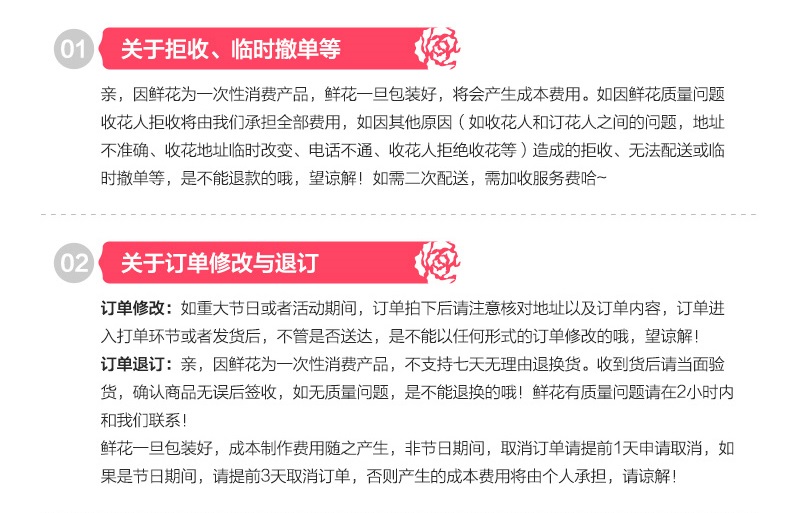 01 关于拒收、临时撤单等
亲，因鲜花为一次性消费产品，鲜花一旦包装好，将会产生成本费用。如因鲜花质量问题
收花人拒收将由我们承担全部费用，如因其他原因（如收花人和订花人之间的问题，地址
不准确、收花地址临时改变、电话不通、收花人拒绝收花等）造成的拒收、无法配送或临
时撤单等，是不能退款的哦，望谅解！如需二次配送，需加收服务费哈~
02 关于订单修改与退订
订单修改：如重大节日或者活动期间，订单拍下后请注意核对地址以及订单内容，订单进
入打单环节或者发货后，不管是否送达，是不能以任何形式的订单修改的哦，望谅解！
订单退订：亲，因鲜花为一次性消费产品，不支持七天无理由退换货。收到货后请当面验
货，确认商品无误后签收，如无质量问题，是不能退换的哦！鲜花有质量问题请在2小时内
和我们联系！
鲜花一旦包装好，成本制作费用随之产生，非节日期间，取消订单请提前1天申请取消，如
果是节日期间，请提前3天取消订单，否则产生的成本费用将由个人承担，请谅解！